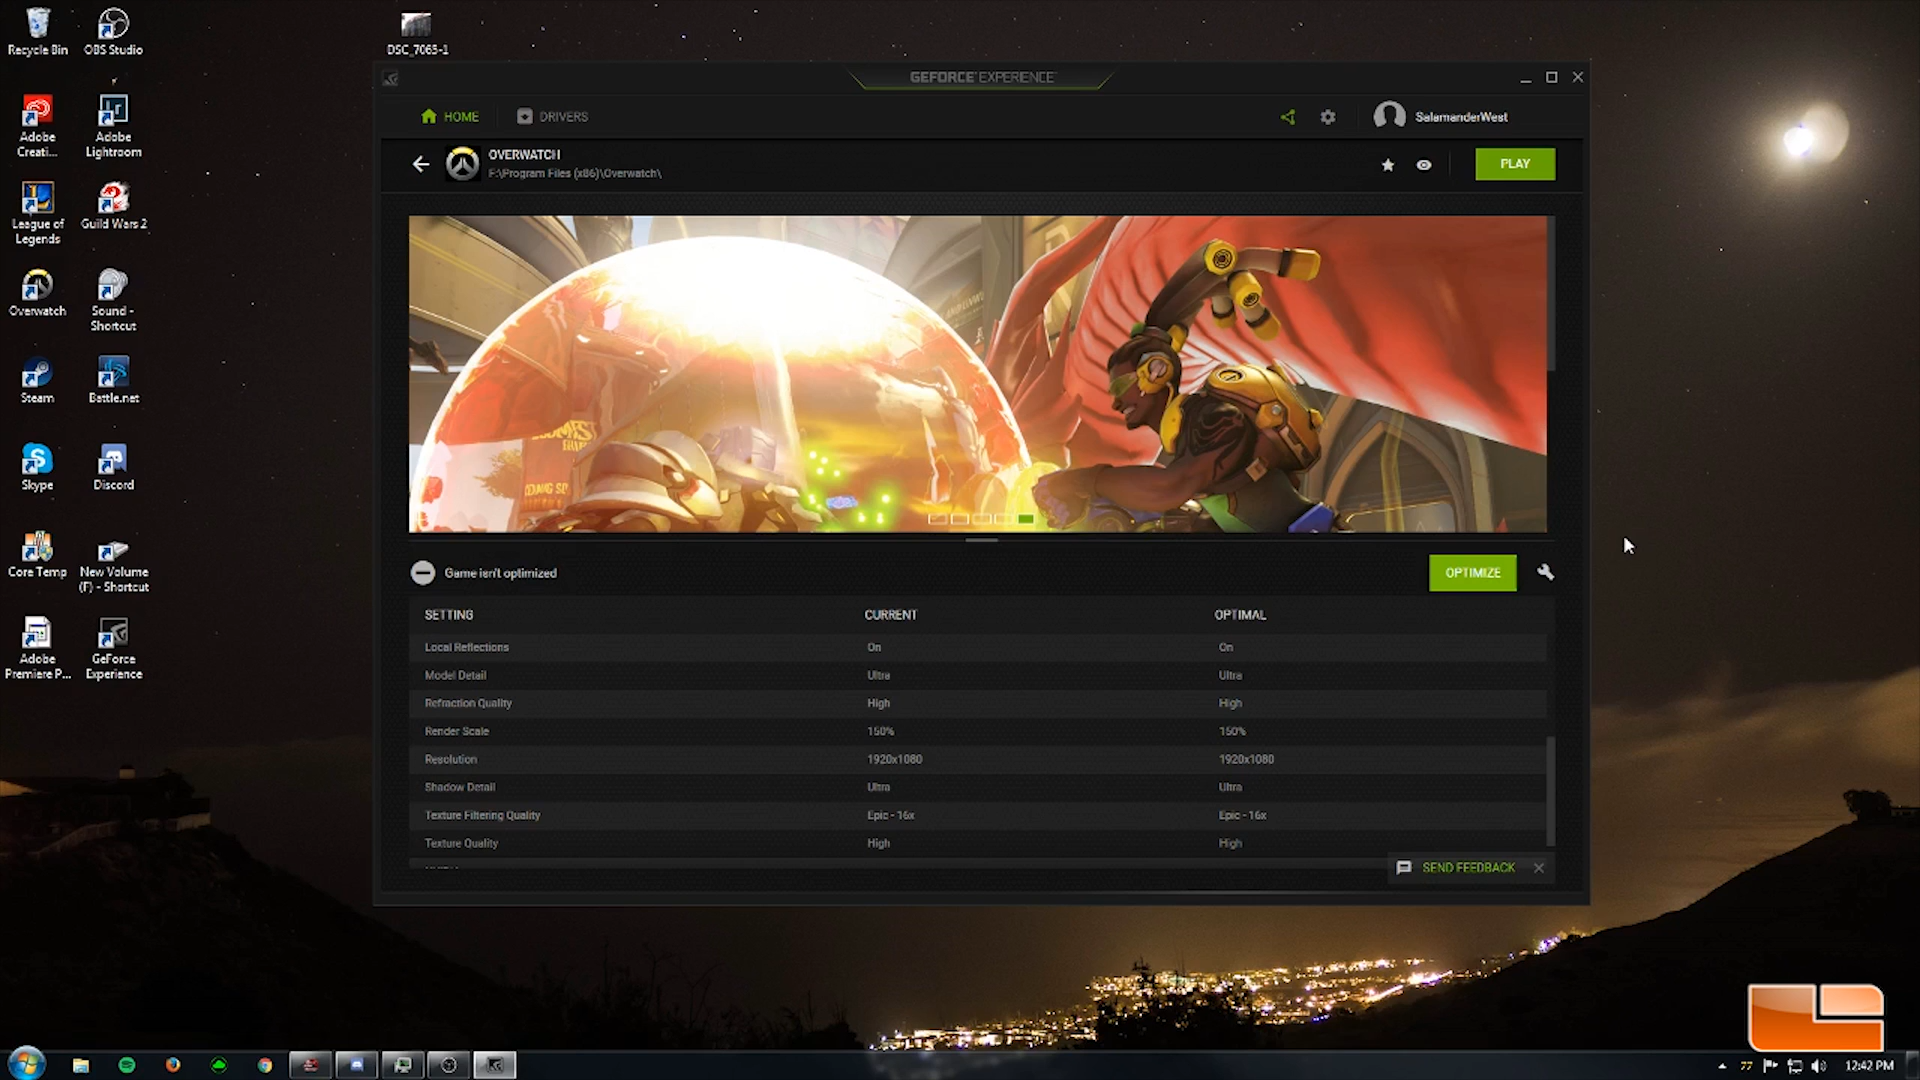 Recycle Bin
OBS Studio
DSC_7065-1
Adobe Creati...
Adobe Lightroom
League of Legends
Guild Wars 2
Overwatch
Sound - Shortcut
Steam
Battle.net
Skype
Discord
Core Temp
New Volume (F) - Shortcut
Adobe Premiere P...
GeForce Experience
GEFORCE EXPERIENCE
HOME
DRIVERS
SalamanderWest
OVERWATCH
F:\Program Files (x86)\Overwatch\
PLAY
Game isn't optimized
OPTIMIZE
SETTING CURRENT OPTIMAL
Local Reflections On On
Model Detail Ultra Ultra
Refraction Quality High High
Render Scale 150% 150%
Resolution 1920x1080 1920x1080
Shadow Detail Ultra Ultra
Texture Filtering Quality Epic - 16x Epic - 16x
Texture Quality High High
SEND FEEDBACK
77
12:42 PM